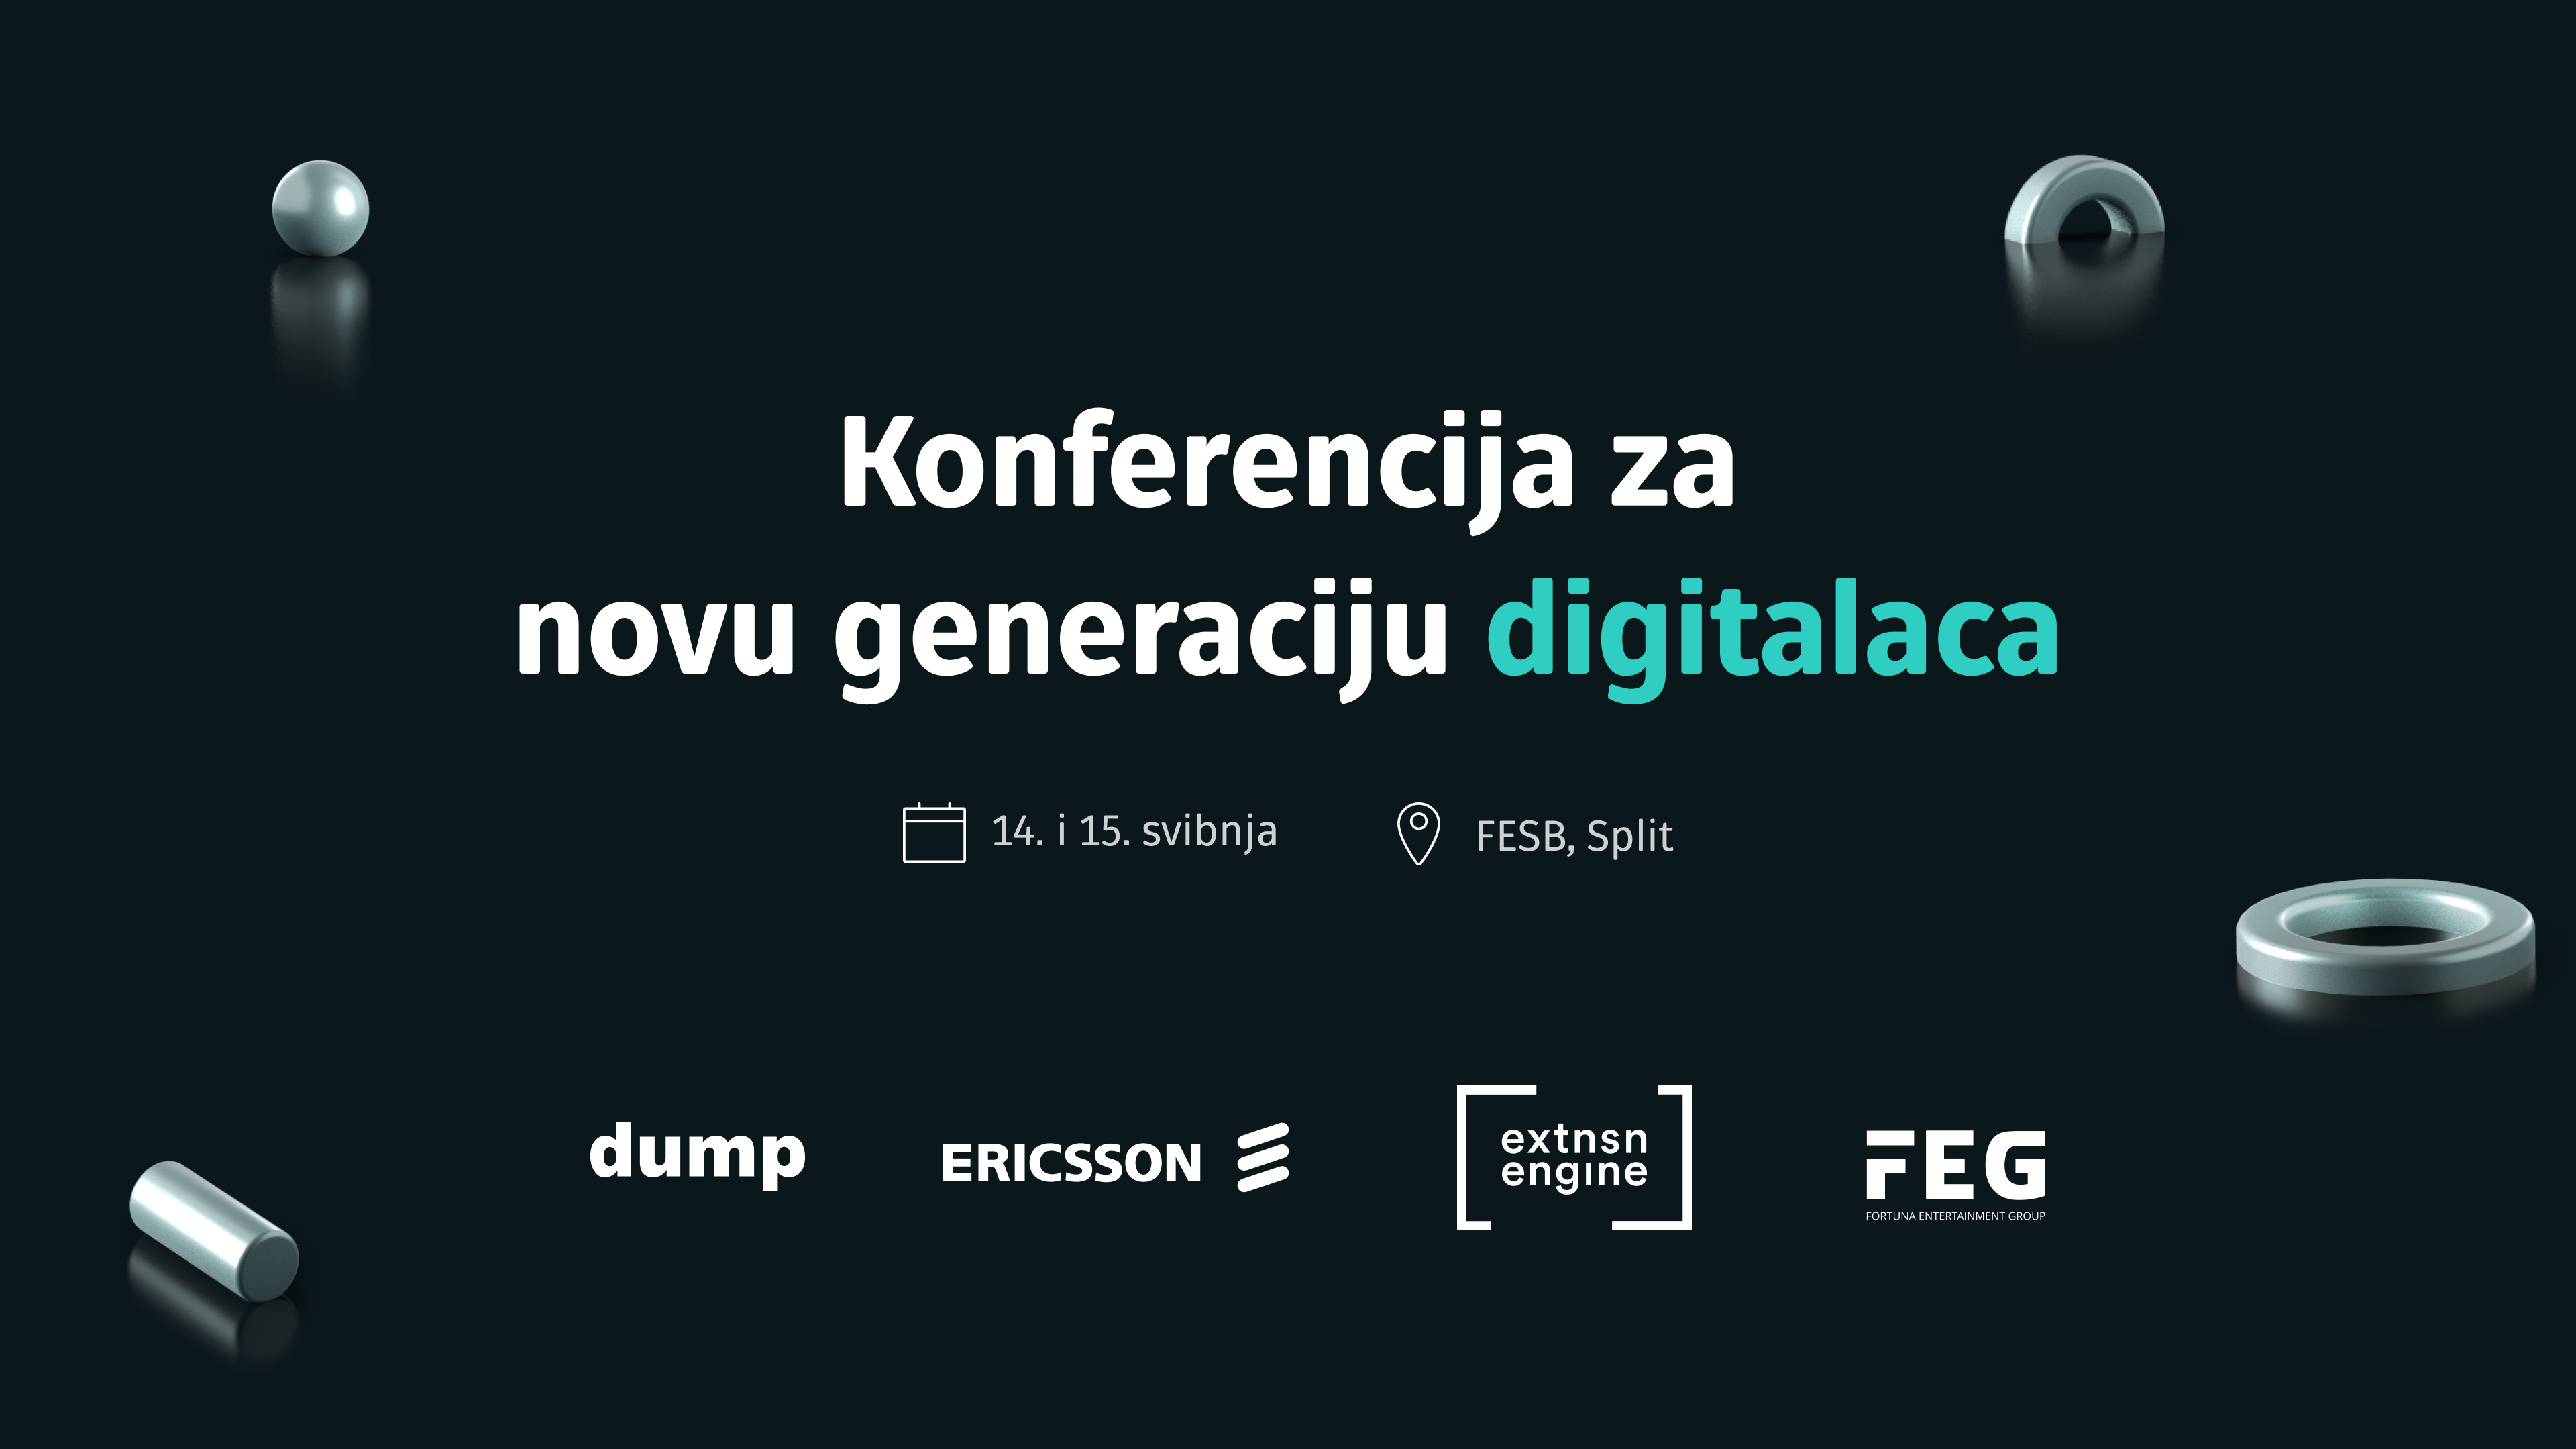 Konferencija za
novu generaciju digitalaca
14. i 15. svibnja
FESB, Split
dump
ERICSSON
extnsn
engine
FEG
FORTUNA ENTERTAINMENT GROUP